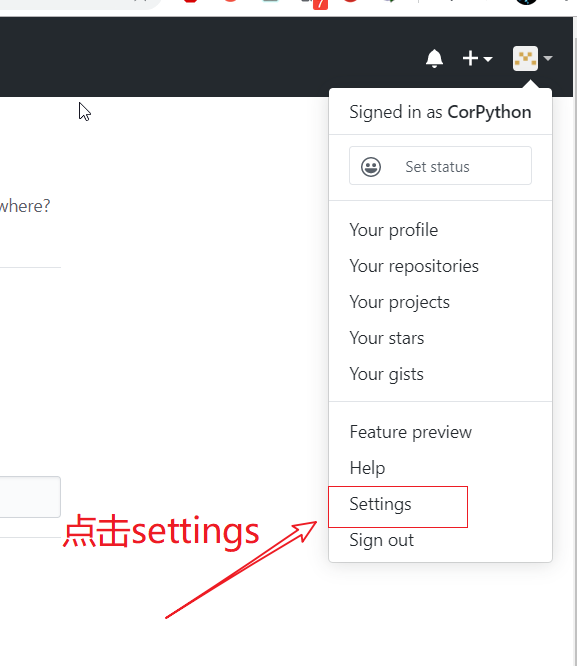 7
Signed in as CorPython
Set status
where?
Your profile
Your repositories
Your projects
Your stars
Your gists
Feature preview
Help
Settings
点击settings
Sign out